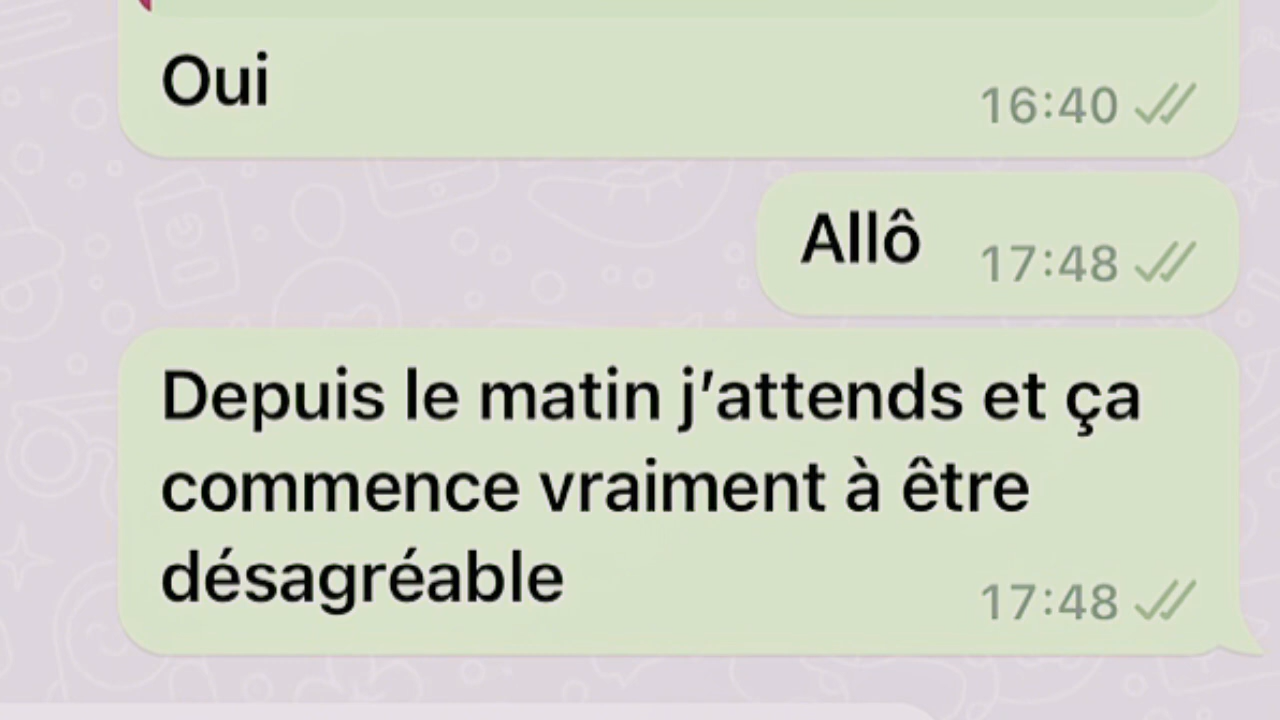 Oui
16:40
Allô 17:48
Depuis le matin j’attends et ça
commence vraiment à être
désagréable
17:48